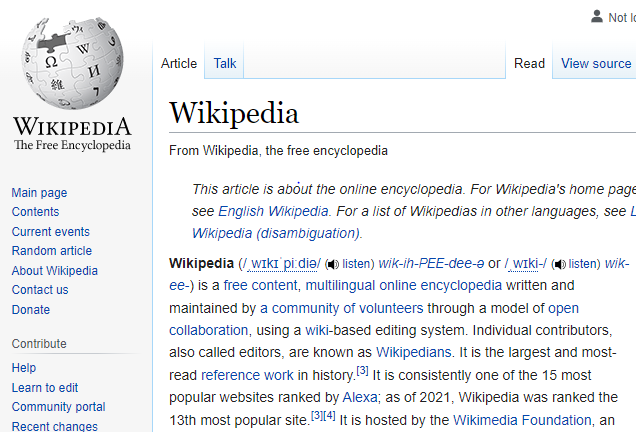 Not lo
WIKIPEDIA
The Free Encyclopedia
Main page
Contents
Current events
Random article
About Wikipedia
Contact us
Donate
Contribute
Help
Learn to edit
Community portal
Recent changes
Article Talk Read View source
Wikipedia
From Wikipedia, the free encyclopedia
This article is about the online encyclopedia. For Wikipedia's home page
see English Wikipedia. For a list of Wikipedias in other languages, see L
Wikipedia (disambiguation).
Wikipedia (/ˌwɪkɪˈpiːdiə/ (listen) wik-ih-PEE-dee-ə or /ˌwɪki-/ (listen) wik-
ee-) is a free content, multilingual online encyclopedia written and
maintained by a community of volunteers through a model of open
collaboration, using a wiki-based editing system. Individual contributors,
also called editors, are known as Wikipedians. It is the largest and most-
read reference work in history.[3] It is consistently one of the 15 most
popular websites ranked by Alexa; as of 2021, Wikipedia was ranked the
13th most popular site.[3][4] It is hosted by the Wikimedia Foundation, an